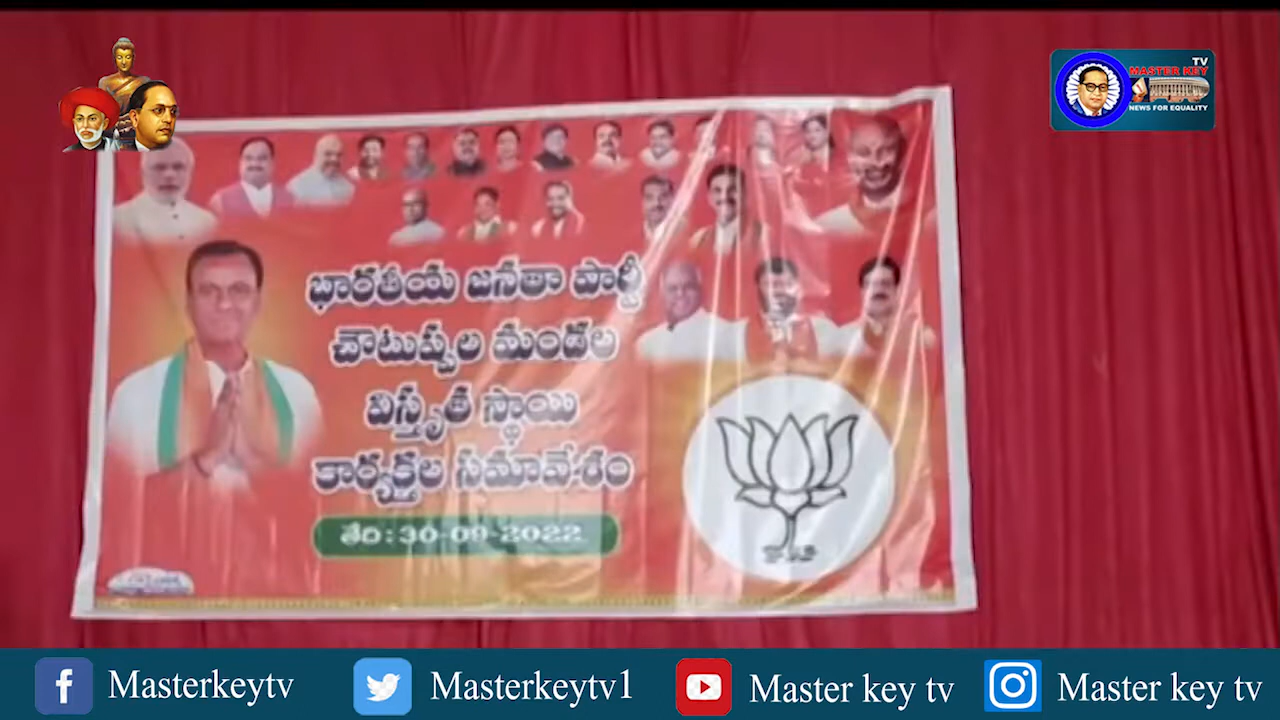 TV
MASTER KEY
NEWS FOR EQUALITY
భారతీయ జనతా పార్టీ
చౌటుప్పల మండల
విస్తృత స్థాయి
కార్యకర్తల సమావేశం
తేది : 30-09-2022
Masterkeytv
Masterkeytv1
Master key tv
Master key tv